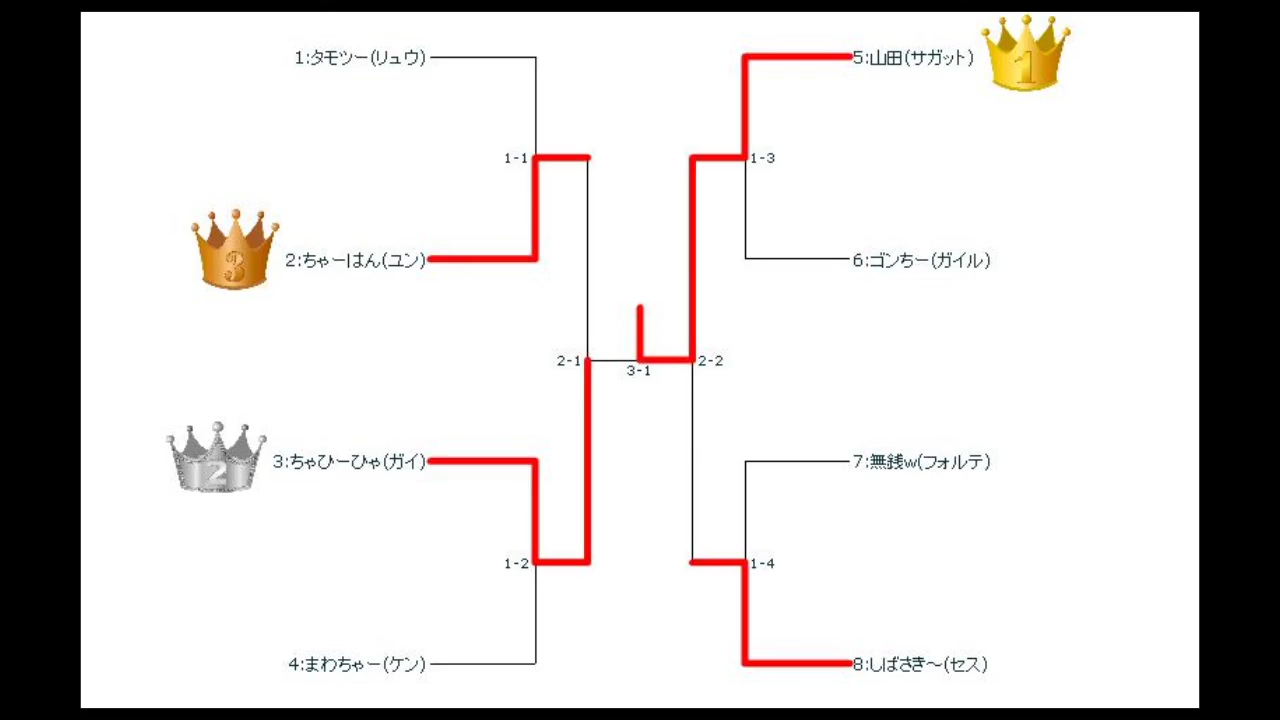 1:タモツー(リュウ)
1-1
2:ちゃーはん(ユン)
3
2-1
3-1
2
3:ちゃひーひゃ(ガイ)
1-2
4:まわちゃー(ケン)
5:山田(サガット)
1
1-3
6:ゴンちー(ガイル)
2-2
7:無銭w(フォルテ)
1-4
8:しばさき～(セス)